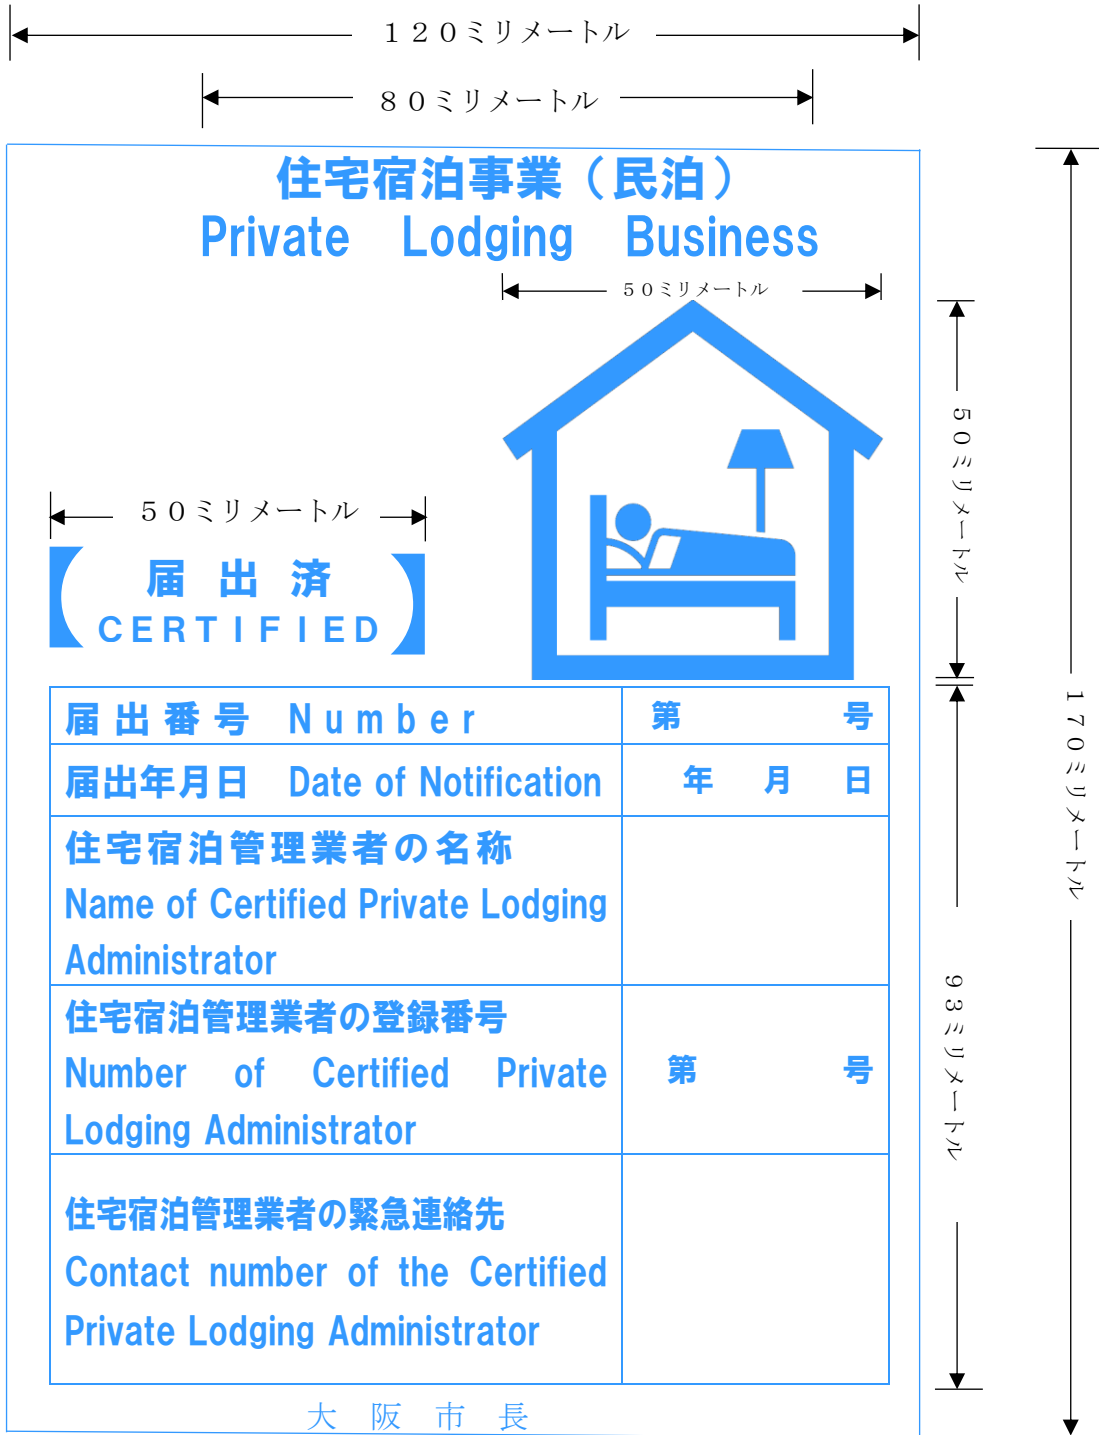 １２０ミリメートル
８０ミリメートル
住宅宿泊事業（民泊）
Private Lodging Business
５０ミリメートル
５０ミリメートル
５０ミリメートル
届出済
ＣＥＲＴＩＦＩＥＤ
１７０ミリメートル
届出番号 Number
第 号
届出年月日 Date of Notification
年 月 日
住宅宿泊管理業者の名称
Name of Certified Private Lodging
Administrator
住宅宿泊管理業者の登録番号
Number of Certified Private
Lodging Administrator
第 号
９３ミリメートル
住宅宿泊管理業者の緊急連絡先
Contact number of the Certified
Private Lodging Administrator
大阪市長